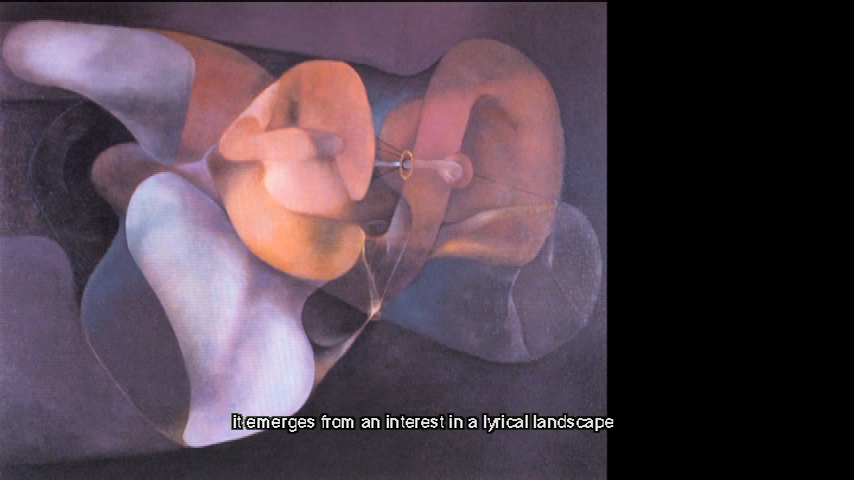 it emerges from an interest in a lyrical landscape